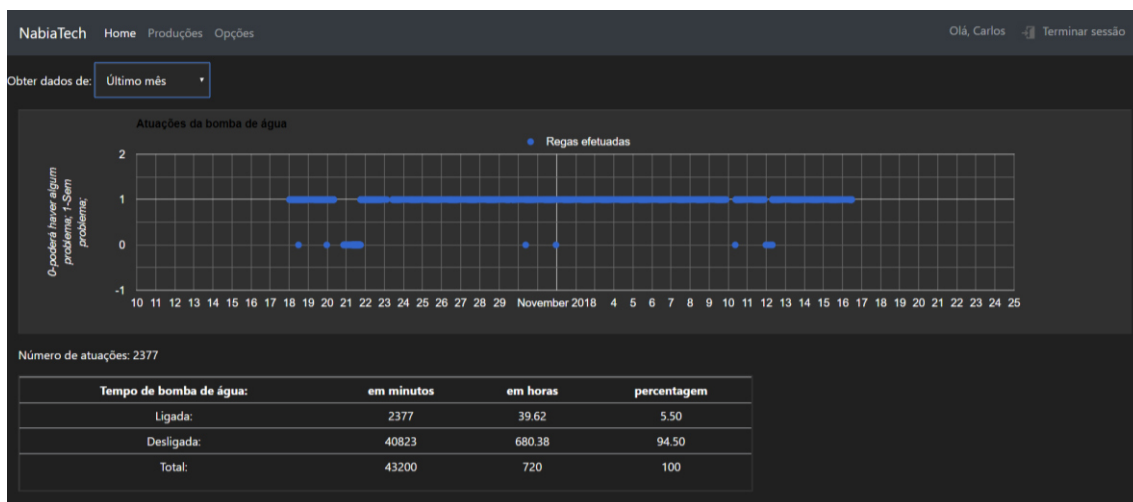 NabiaTech Home Produções Opções Olá, Carlos Terminar sessão
Obter dados de: Último mês
Atuações da bomba de água
Regas efetuadas
0-poderá haver algum
problema; 1-Sem
problema;
2
1
0
-1
10 11 12 13 14 15 16 17 18 19 20 21 22 23 24 25 26 27 28 29 November 2018 4 5 6 7 8 9 10 11 12 13 14 15 16 17 18 19 20 21 22 23 24 25
Número de atuações: 2377
Tempo de bomba de água: em minutos em horas percentagem
Ligada: 2377 39.62 5.50
Desligada: 40823 680.38 94.50
Total: 43200 720 100